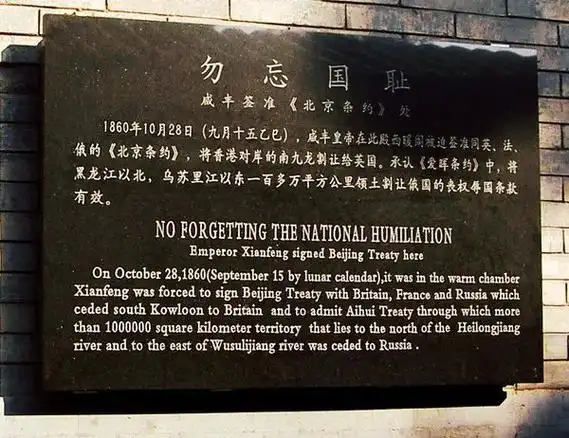 勿忘国耻
咸丰签准《北京条约》处
1860年10月28日（九月十五乙巳），咸丰皇帝在此殿西暖阁被迫签准同英、法、
俄的《北京条约》，将香港对岸的南九龙割让给英国。承认《爱晖条约》中，将
黑龙江以北，乌苏里江以东一百多万平方公里领土割让俄国的丧权辱国条款
有效。
NO FORGETTING THE NATIONAL HUMILIATION
Emperor Xianfeng signed Beijing Treaty here
On October 28,1860(September 15 by lunar calendar),it was in the warm chamber
Xianfeng was forced to sign Beijing Treaty with Britain, France and Russia which
ceded south Kowloon to Britain and to admit Aihui Treaty through which more
than 1000000 square kilometer territory that lies to the north of the Heilongjiang
river and to the east of Wusulijiang river was ceded to Russia .